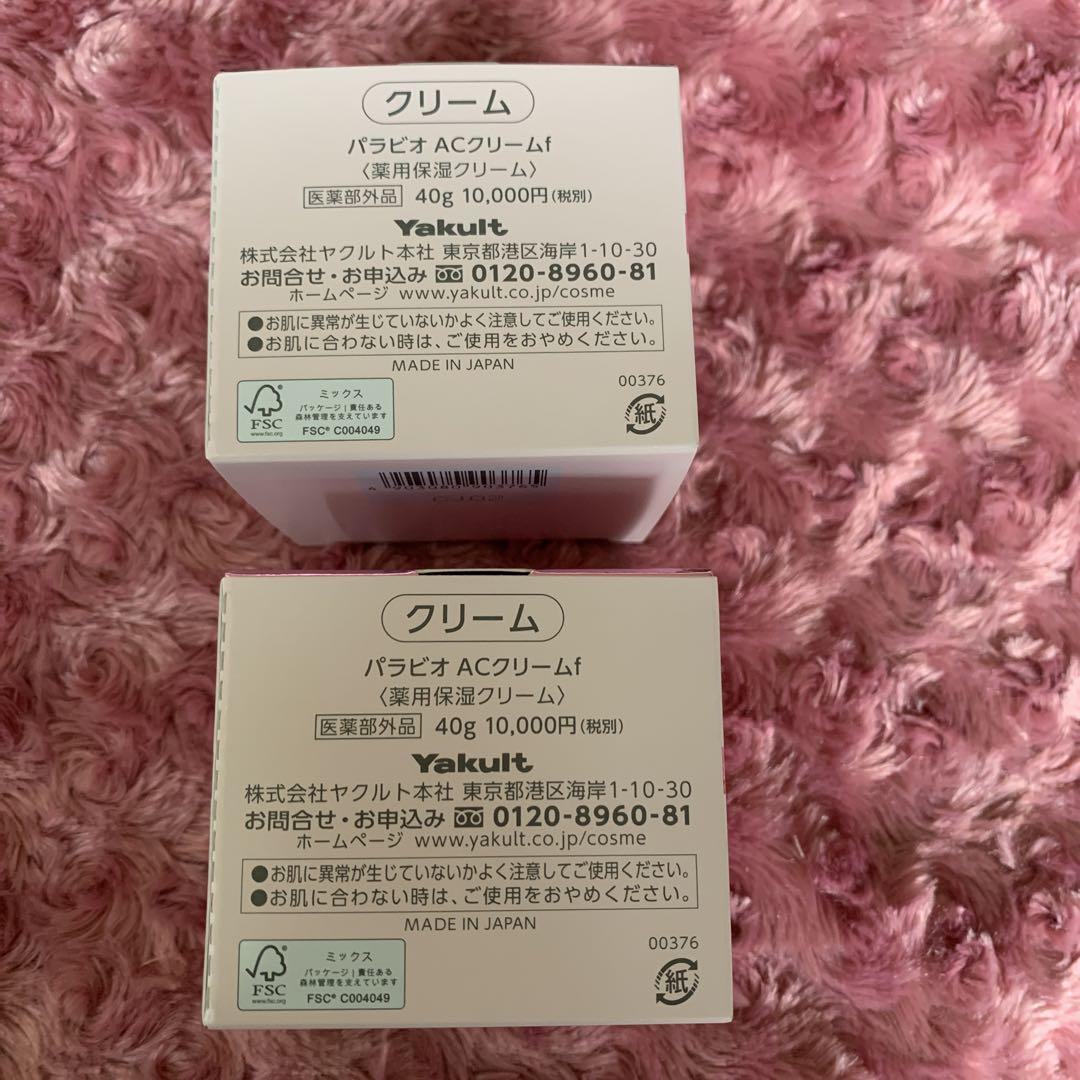 クリーム
パラビオ ACクリームf
〈薬用保湿クリーム〉
医薬部外品 40g 10,000円(税別)
Yakult
株式会社ヤクルト本社 東京都港区海岸1-10-30
お問合せ・お申込み 0120-8960-81
ホームページ www.yakult.co.jp/cosme
●お肌に異常が生じていないかよく注意してご使用ください。
●お肌に合わない時は、ご使用をおやめください。
MADE IN JAPAN
00376
紙
FSC
www.fsc.org
ミックス
パッケージ|責任ある
森林管理を支えています
FSC® C004049
クリーム
パラビオ ACクリームf
〈薬用保湿クリーム〉
医薬部外品 40g 10,000円(税別)
Yakult
株式会社ヤクルト本社 東京都港区海岸1-10-30
お問合せ・お申込み 0120-8960-81
ホームページ www.yakult.co.jp/cosme
●お肌に異常が生じていないかよく注意してご使用ください。
●お肌に合わない時は、ご使用をおやめください。
MADE IN JAPAN
00376
紙
FSC
www.fsc.org
ミックス
パッケージ|責任ある
森林管理を支えています
FSC® C004049